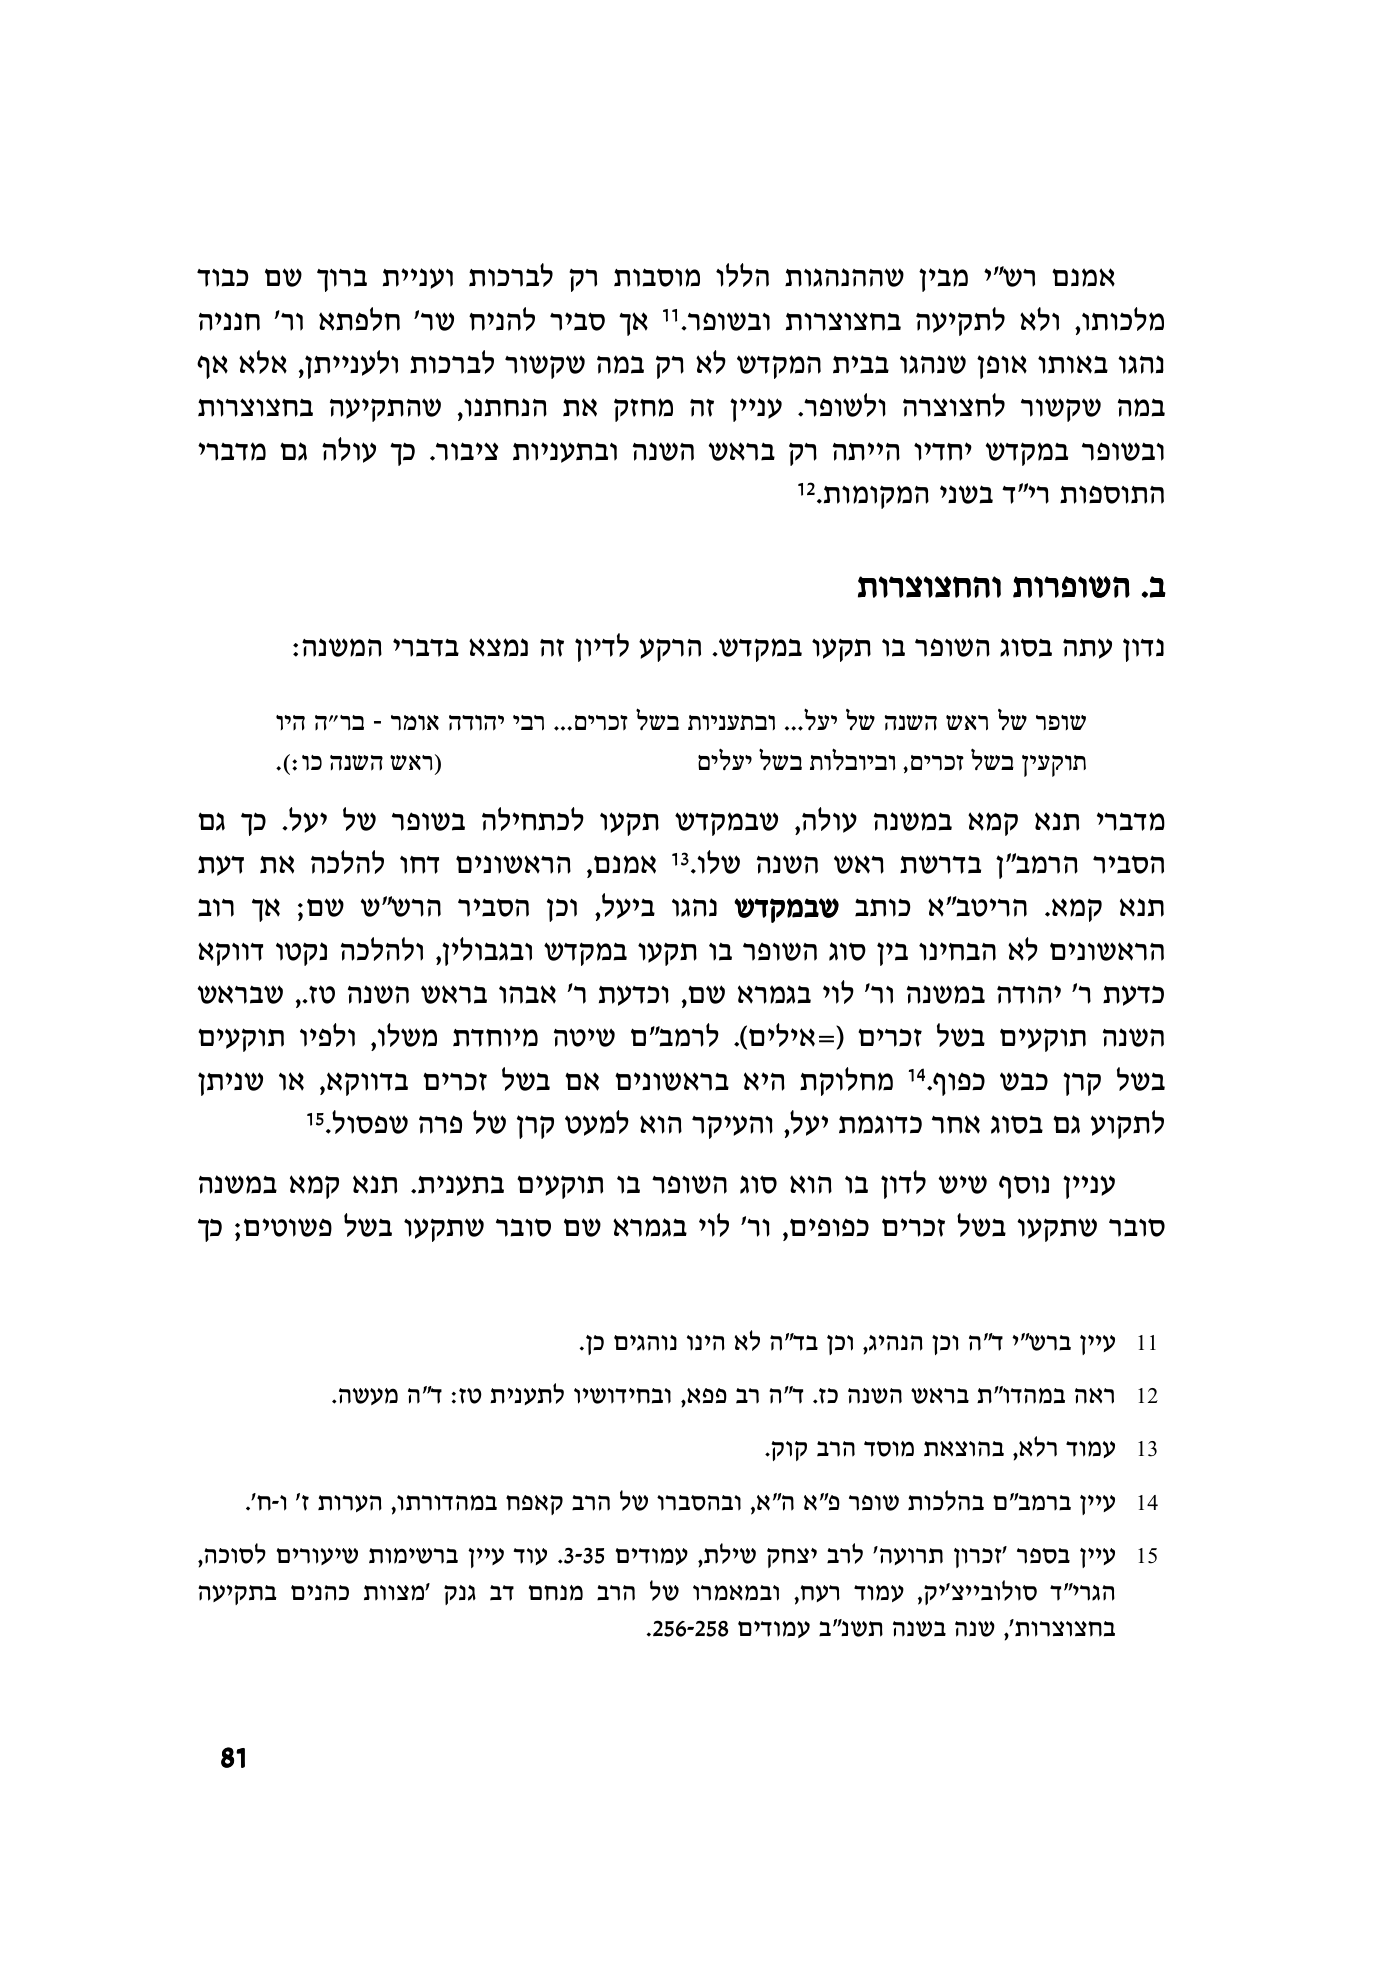 אמנם רש"י מבין שההנהגות הללו מוסבות רק לברכות ועניית ברוך שם כבוד
מלכותו, ולא לתקיעה בחצוצרות ובשופר.11 אך סביר להניח שר' חלפתא ור' חנניה
נהגו באותו אופן שנהגו בבית המקדש לא רק במה שקשור לברכות ולענייתן, אלא אף
במה שקשור לחצוצרה ולשופר. עניין זה מחזק את הנחתנו, שהתקיעה בחצוצרות
ובשופר במקדש יחדיו הייתה רק בראש השנה ובתעניות ציבור. כך עולה גם מדברי
התוספות רי"ד בשני המקומות.12
ב. השופרות והחצוצרות
נדון עתה בסוג השופר בו תקעו במקדש. הרקע לדיון זה נמצא בדברי המשנה:
שופר של ראש השנה של יעל... ובתעניות בשל זכרים... רבי יהודה אומר - בר"ה היו
תוקעין בשל זכרים, וביובלות בשל יעלים (ראש השנה כו:).
מדברי תנא קמא במשנה עולה, שבמקדש תקעו לכתחילה בשופר של יעל. כך גם
הסביר הרמב"ן בדרשת ראש השנה שלו.13 אמנם, הראשונים דחו להלכה את דעת
תנא קמא. הריטב"א כותב שבמקדש נהגו ביעל, וכן הסביר הרש"ש שם; אך רוב
הראשונים לא הבחינו בין סוג השופר בו תקעו במקדש ובגבולין, ולהלכה נקטו דווקא
כדעת ר' יהודה במשנה ור' לוי בגמרא שם, וכדעת ר' אבהו בראש השנה טז., שבראש
השנה תוקעים בשל זכרים (=אילים). לרמב"ם שיטה מיוחדת משלו, ולפיו תוקעים
בשל קרן כבש כפוף.14 מחלוקת היא בראשונים אם בשל זכרים בדווקא, או שניתן
לתקוע גם בסוג אחר כדוגמת יעל, והעיקר הוא למעט קרן של פרה שפסול.15
עניין נוסף שיש לדון בו הוא סוג השופר בו תוקעים בתענית. תנא קמא במשנה
סובר שתקעו בשל זכרים כפופים, ור' לוי בגמרא שם סובר שתקעו בשל פשוטים; כך
11 עיין ברש"י ד"ה וכן הנהיג, וכן בד"ה לא הינו נוהגים כן.
12 ראה במהדו"ת בראש השנה כז. ד"ה רב פפא, ובחידושיו לתענית טז: ד"ה מעשה.
13 עמוד רלא, בהוצאת מוסד הרב קוק.
14 עיין ברמב"ם בהלכות שופר פ"א ה"א, ובהסברו של הרב קאפח במהדורתו, הערות ז' ו-ח'.
15 עיין בספר 'זכרון תרועה' לרב יצחק שילת, עמודים 3-35. עוד עיין ברשימות שיעורים לסוכה,
הגרי"ד סולובייצ'יק, עמוד רעח, ובמאמרו של הרב מנחם דב גנק 'מצוות כהנים בתקיעה
בחצוצרות', שנה בשנה תשנ"ב עמודים 256-258.
81